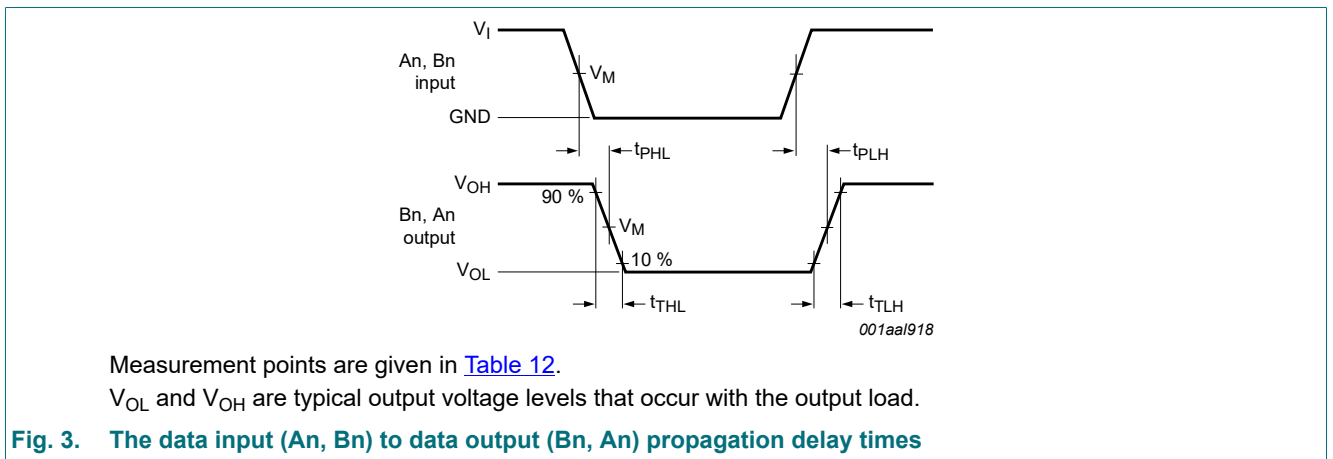 VI
An, Bn
input
VM
GND
tPHL
tPLH
VOH
90 %
Bn, An
output
VM
10 %
VOL
tTHL
tTLH
001aal918
Measurement points are given in Table 12.
VOL and VOH are typical output voltage levels that occur with the output load.
Fig. 3. The data input (An, Bn) to data output (Bn, An) propagation delay times